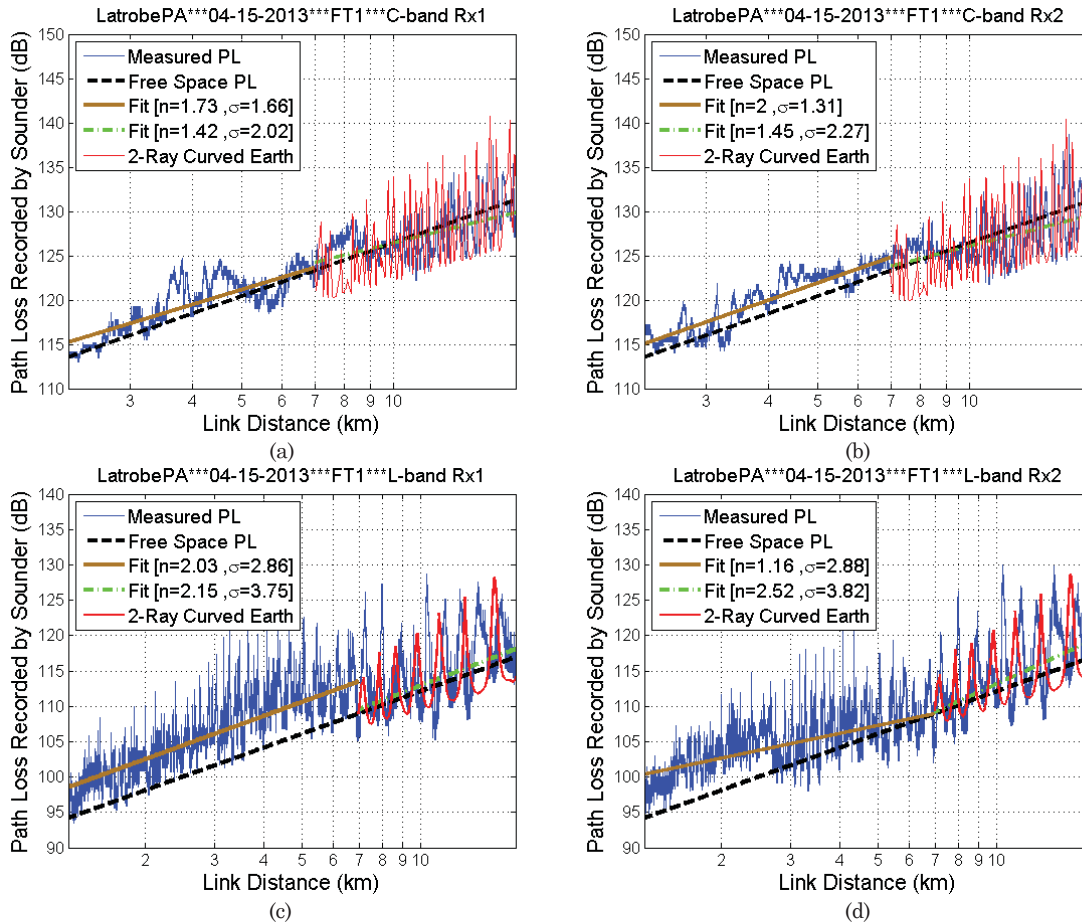 LatrobePA***04-15-2013***FT1***C-band Rx1
Path Loss Recorded by Sounder (dB)
150
145
140
135
130
125
120
115
110
Measured PL
Free Space PL
Fit [n=1.73 ,σ=1.66]
Fit [n=1.42 ,σ=2.02]
2-Ray Curved Earth
3 4 5 6 7 8 9 10
Link Distance (km)
(a)
LatrobePA***04-15-2013***FT1***C-band Rx2
Path Loss Recorded by Sounder (dB)
150
145
140
135
130
125
120
115
110
Measured PL
Free Space PL
Fit [n=2 ,σ=1.31]
Fit [n=1.45 ,σ=2.27]
2-Ray Curved Earth
3 4 5 6 7 8 9 10
Link Distance (km)
(b)
LatrobePA***04-15-2013***FT1***L-band Rx1
Path Loss Recorded by Sounder (dB)
140
135
130
125
120
115
110
105
100
95
90
Measured PL
Free Space PL
Fit [n=2.03 ,σ=2.86]
Fit [n=2.15 ,σ=3.75]
2-Ray Curved Earth
2 3 4 5 6 7 8 9 10
Link Distance (km)
(c)
LatrobePA***04-15-2013***FT1***L-band Rx2
Path Loss Recorded by Sounder (dB)
140
135
130
125
120
115
110
105
100
95
90
Measured PL
Free Space PL
Fit [n=1.16 ,σ=2.88]
Fit [n=2.52 ,σ=3.82]
2-Ray Curved Earth
2 3 4 5 6 7 8 9 10
Link Distance (km)
(d)